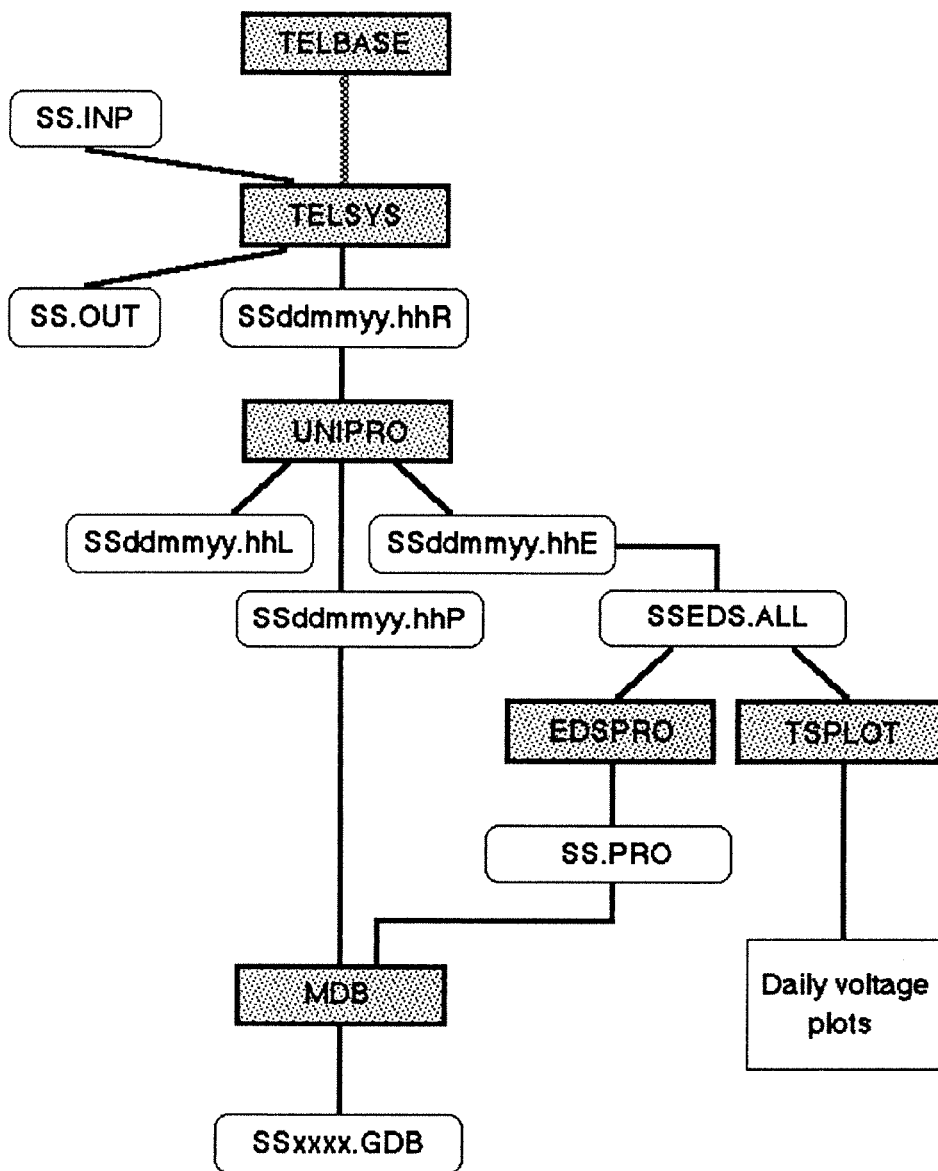 TELBASE
SS.INP
TELSYS
SS.OUT
SSddmmyy.hhR
UNIPRO
SSddmmyy.hhL
SSddmmyy.hhE
SSddmmyy.hhP
SSEDS.ALL
EDSPRO
TSPLOT
SS.PRO
MDB
Daily voltage
plots
SSxxxx.GDB